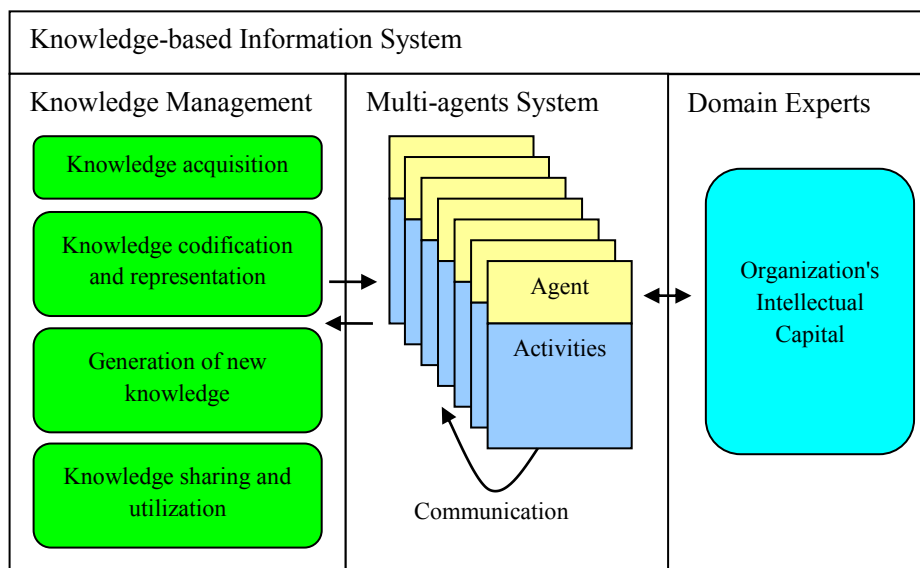 Knowledge-based Information System
Knowledge Management
Knowledge acquisition
Knowledge codification
and representation
Generation of new
knowledge
Knowledge sharing and
utilization
Multi-agents System
Agent
Activities
Communication
Domain Experts
Organization's
Intellectual
Capital